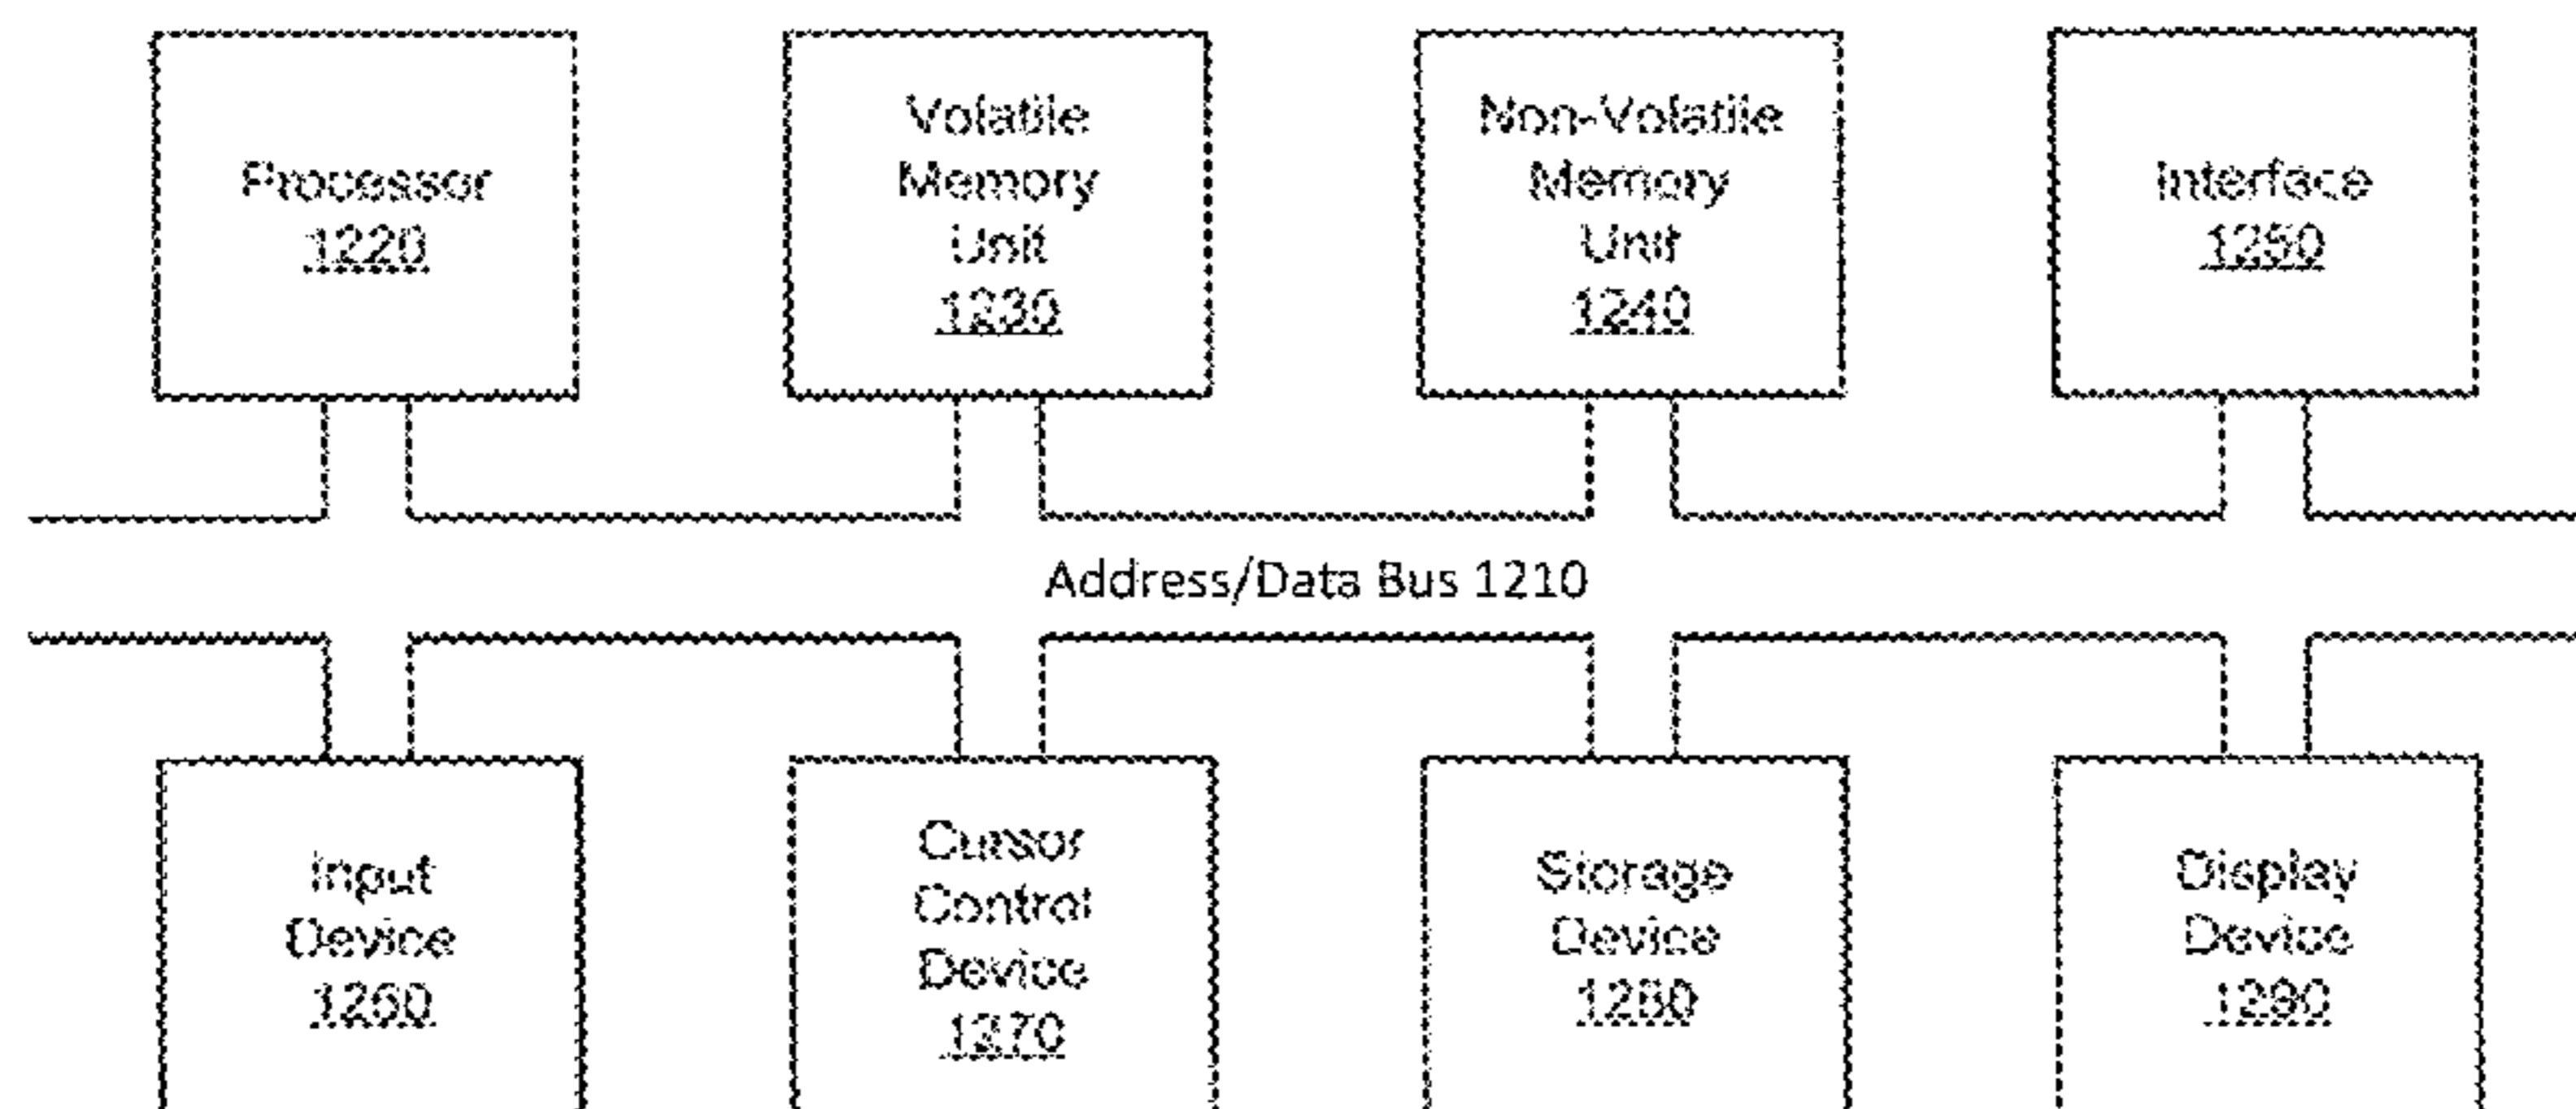 Processor
1220
Volatile
Memory
Unit
1230
Non-Volatile
Memory
Unit
1240
Interface
1250
Address/Data Bus 1210
Input
Device
1260
Cursor
Control
Device
1270
Storage
Device
1280
Display
Device
1290